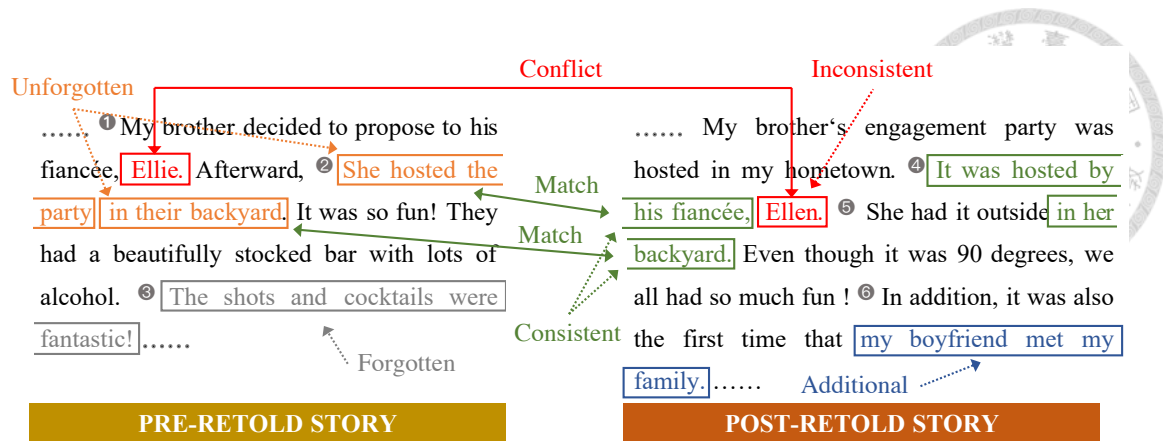 Conflict
Inconsistent
Unforgotten
…… ❶ My brother decided to propose to his
fiancée, Ellie. Afterward, ❷ She hosted the
party in their backyard. It was so fun! They
had a beautifully stocked bar with lots of
alcohol. ❸ The shots and cocktails were
fantastic! ……
Forgotten
Match
Match
Consistent
…… My brother‘s engagement party was
hosted in my hometown. ❹ It was hosted by
his fiancée, Ellen. ❺ She had it outside in her
backyard. Even though it was 90 degrees, we
all had so much fun ! ❻ In addition, it was also
the first time that my boyfriend met my
family. ……
Additional
PRE-RETOLD STORY
POST-RETOLD STORY